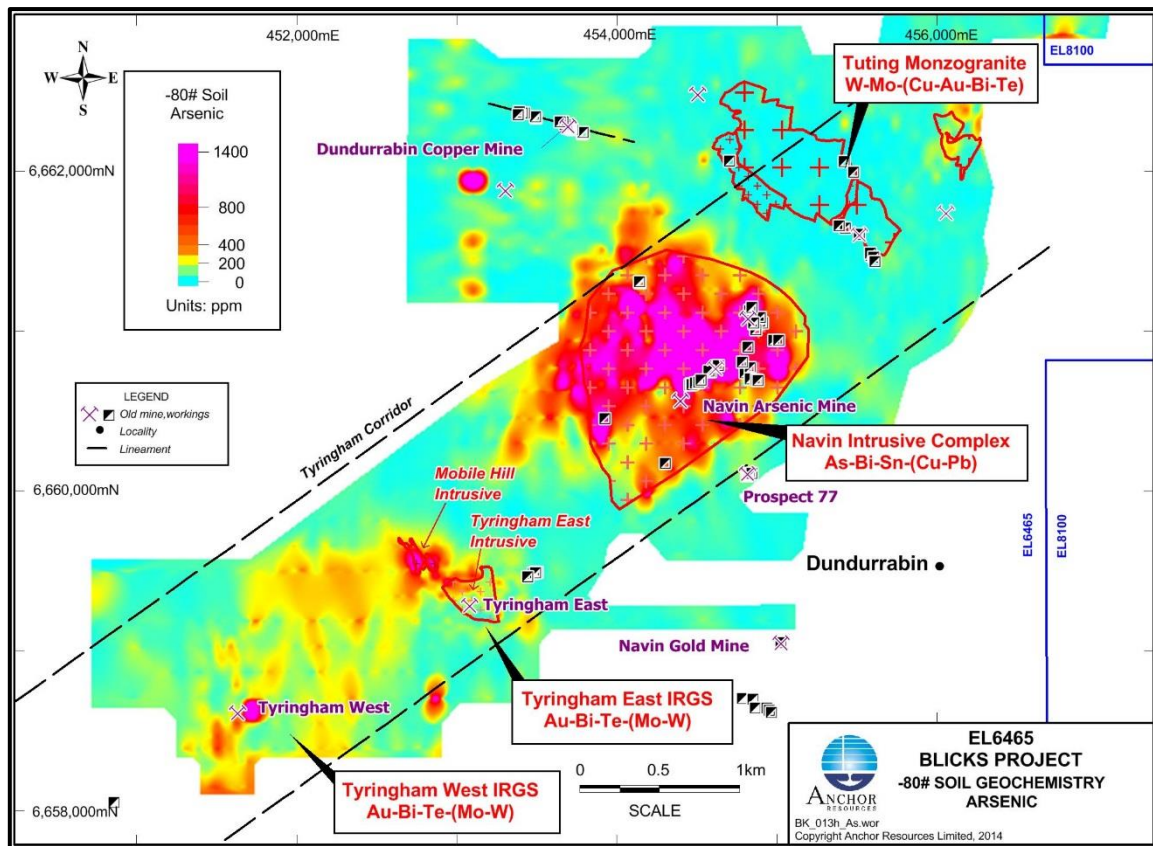 452,000mE
454,000mE
456,000mE
N
W E
S
-80# Soil
Arsenic
1400
800
400
200
0
Units: ppm
EL8100
Tuting Monzogranite
W-Mo-(Cu-Au-Bi-Te)
Dundurrabin Copper Mine
6,662,000mN
LEGEND
Old mine,workings
Locality
Lineament
Tyringham Corridor
Navin Arsenic Mine
Navin Intrusive Complex
As-Bi-Sn-(Cu-Pb)
6,660,000mN
Mobile Hill
Intrusive
Tyringham East
Intrusive
Prospect 77
EL6465
EL8100
Dundurrabin
Tyringham East
Navin Gold Mine
Tyringham West
Tyringham East IRGS
Au-Bi-Te-(Mo-W)
Tyringham West IRGS
Au-Bi-Te-(Mo-W)
6,658,000mN
0 0.5 1km
SCALE
ANCHOR
RESOURCES
EL6465
BLICKS PROJECT
-80# SOIL GEOCHEMISTRY
ARSENIC
BK_013h_As.wor
Copyright Anchor Resources Limited, 2014